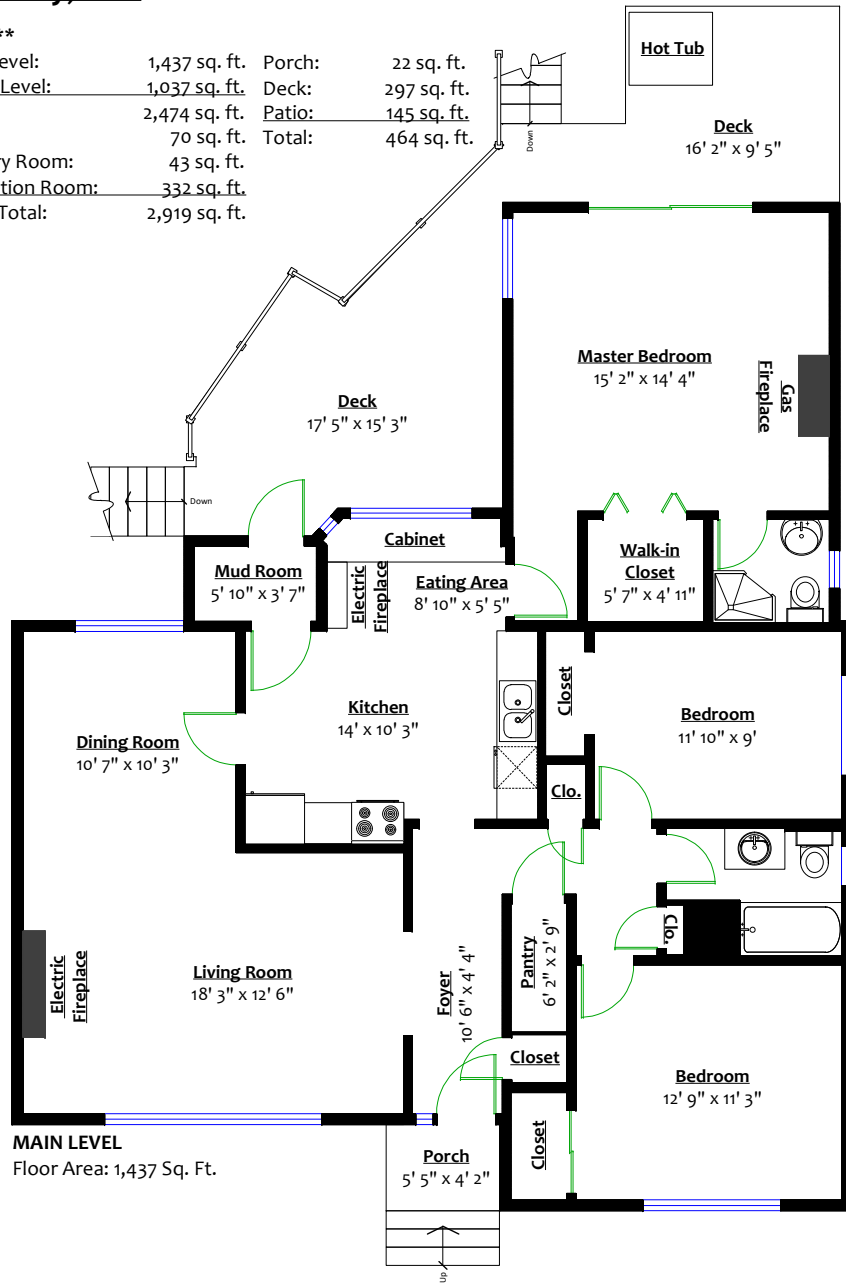 **
evel: 1,437 sq. ft. Porch: 22 sq. ft.
Level: 1,037 sq. ft. Deck: 297 sq. ft.
2,474 sq. ft. Patio: 145 sq. ft.
70 sq. ft. Total: 464 sq. ft.
ry Room: 43 sq. ft.
tion Room: 332 sq. ft.
Total: 2,919 sq. ft.
Hot Tub
Deck
16' 2" x 9' 5"
Down
Master Bedroom
15' 2" x 14' 4"
Gas
Fireplace
Deck
17' 5" x 15' 3"
Down
Cabinet
Mud Room
5' 10" x 3' 7"
Electric
Fireplace
Eating Area
8' 10" x 5' 5"
Walk-in
Closet
5' 7" x 4' 11"
Kitchen
14' x 10' 3"
Closet
Bedroom
11' 10" x 9'
Dining Room
10' 7" x 10' 3"
Clo.
Clo.
Pantry
6' 2" x 2' 9"
Foyer
10' 6" x 4' 4"
Living Room
18' 3" x 12' 6"
Electric
Fireplace
Closet
Bedroom
12' 9" x 11' 3"
Closet
Porch
5' 5" x 4' 2"
Up
MAIN LEVEL
Floor Area: 1,437 Sq. Ft.